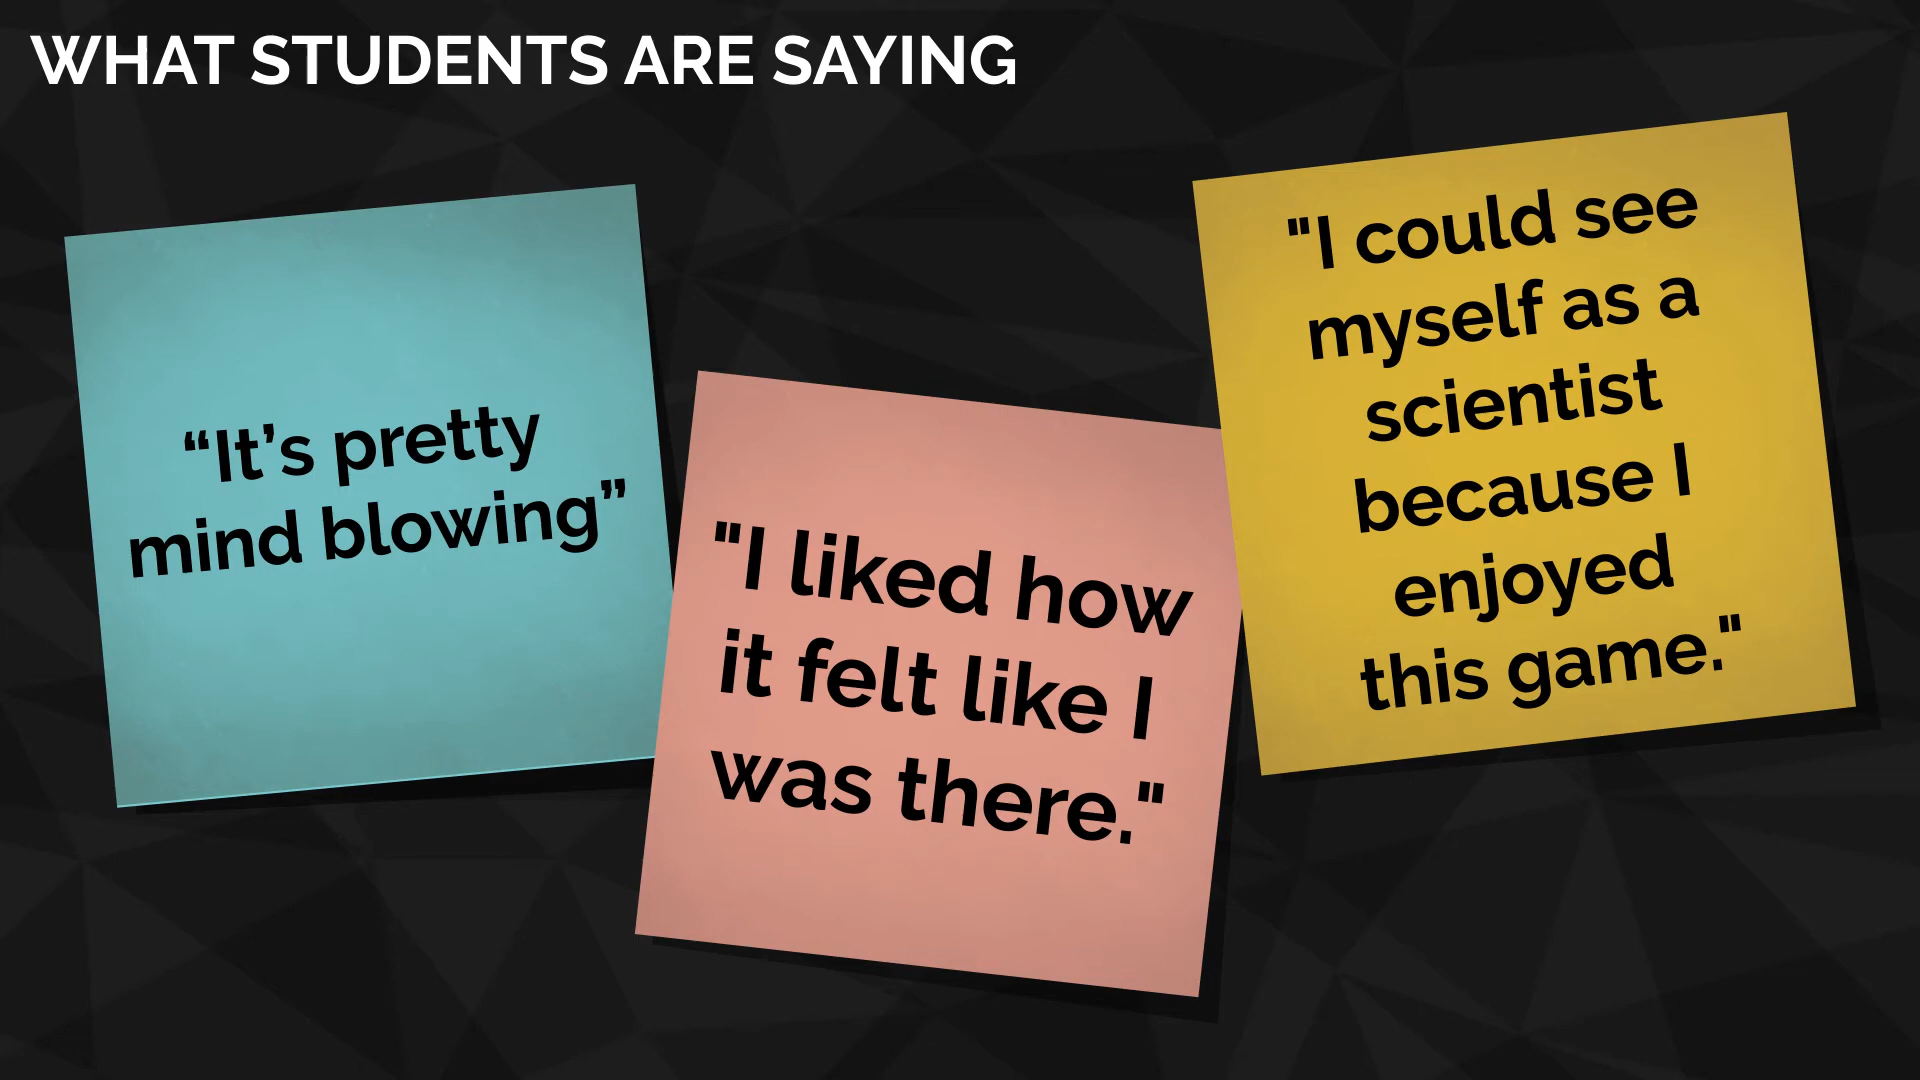 WHAT STUDENTS ARE SAYING
“It’s pretty
mind blowing”
"I liked how
it felt like I
was there."
"I could see
myself as a
scientist
because I
enjoyed
this game."